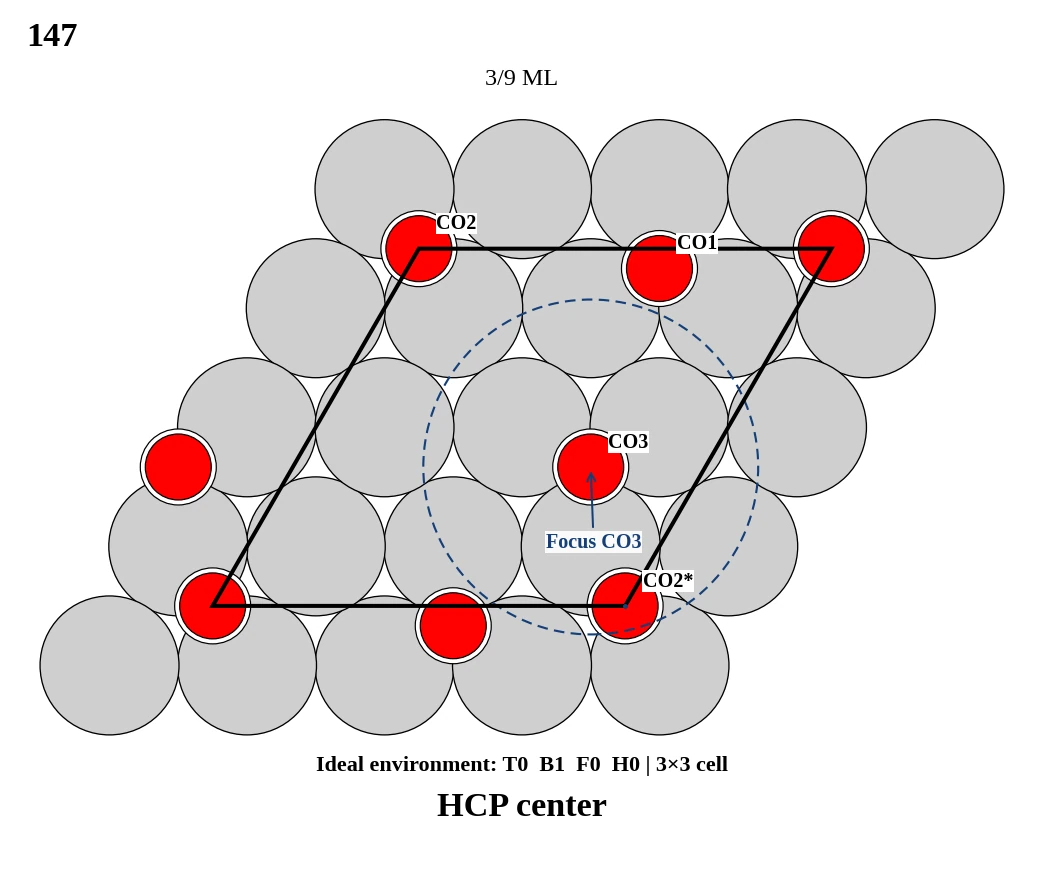 147
3/9 ML
CO2
CO1
CO3
Focus CO3
CO2*
Ideal environment: T0 B1 F0 H0 | 3×3 cell
HCP center